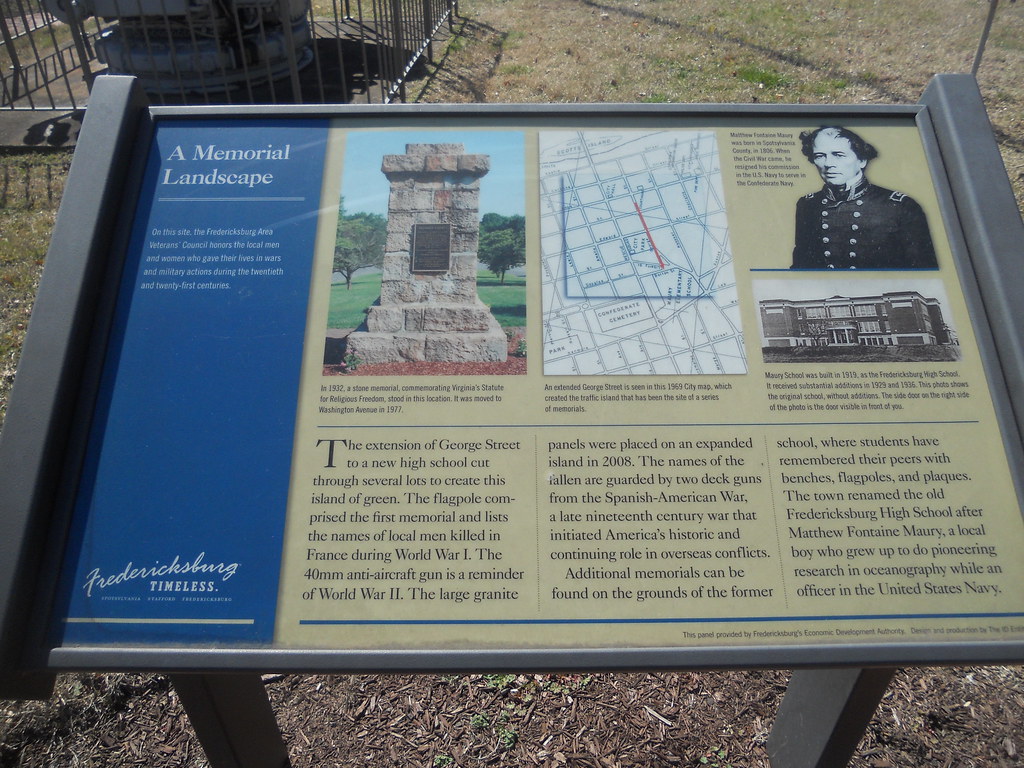 A Memorial
Landscape
On this site, the Fredericksburg Area
Veterans' Council honors the local men
and women who gave their lives in wars
and military actions during the twentieth
and twenty-first centuries.
Fredericksburg
TIMELESS.
SPOTSYLVANIA STAFFORD FREDERICKSBURG
In 1932, a stone memorial, commemorating Virginia's Statute
for Religious Freedom, stood in this location. It was moved to
Washington Avenue in 1977.
SCOTTS ISLAND
CONFEDERATE
CEMETERY
PARK
MAURY
ELEMENTARY
SCHOOL
An extended George Street is seen in this 1969 City map, which
created the traffic island that has been the site of a series
of memorials.
Matthew Fontaine Maury
was born in Spotsylvania
County, in 1806. When
the Civil War came, he
resigned his commission
in the U.S. Navy to serve in
the Confederate Navy.
Maury School was built in 1919, as the Fredericksburg High School.
It received substantial additions in 1929 and 1936. This photo shows
the original school, without additions. The side door on the right side
of the photo is the door visible in front of you.
The extension of George Street
to a new high school cut
through several lots to create this
island of green. The flagpole com-
prised the first memorial and lists
the names of local men killed in
France during World War I. The
40mm anti-aircraft gun is a reminder
of World War II. The large granite
panels were placed on an expanded
island in 2008. The names of the
fallen are guarded by two deck guns
from the Spanish-American War,
a late nineteenth century war that
initiated America's historic and
continuing role in overseas conflicts.
Additional memorials can be
found on the grounds of the former
school, where students have
remembered their peers with
benches, flagpoles, and plaques.
The town renamed the old
Fredericksburg High School after
Matthew Fontaine Maury, a local
boy who grew up to do pioneering
research in oceanography while an
officer in the United States Navy.
This panel provided by Fredericksburg's Economic Development Authority. Design and production by The